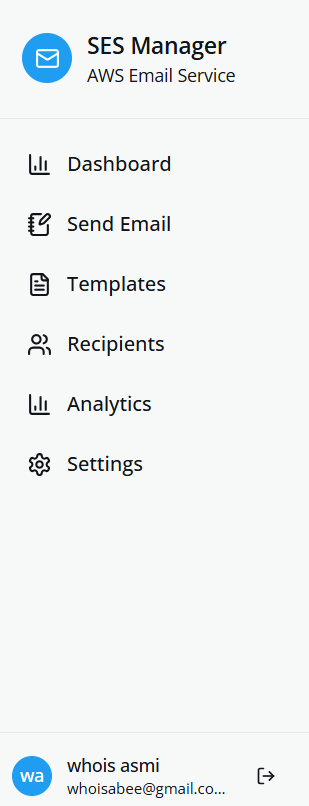 SES Manager
AWS Email Service
Dashboard
Send Email
Templates
Recipients
Analytics
Settings
wa
whois asmi
whoisabee@gmail.co...